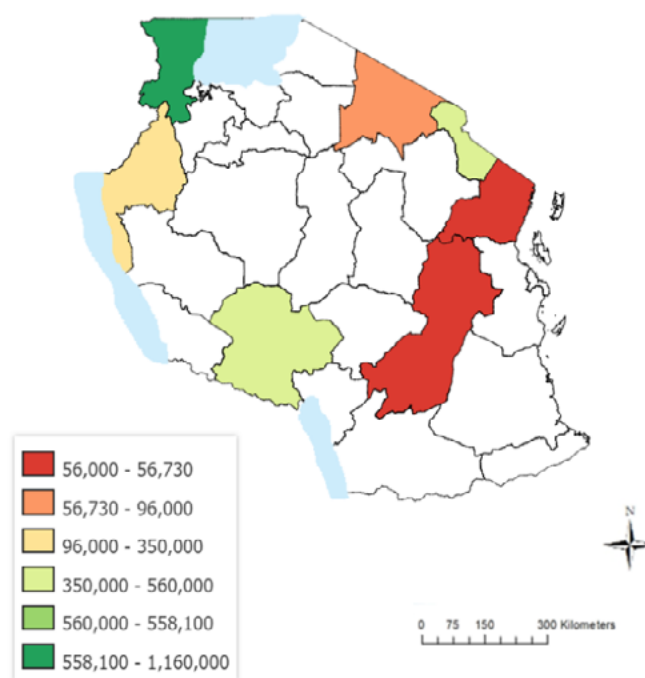 56,000 - 56,730
56,730 - 96,000
96,000 - 350,000
350,000 - 560,000
560,000 - 558,100
558,100 - 1,160,000
N
0 75 150 300 Kilometers